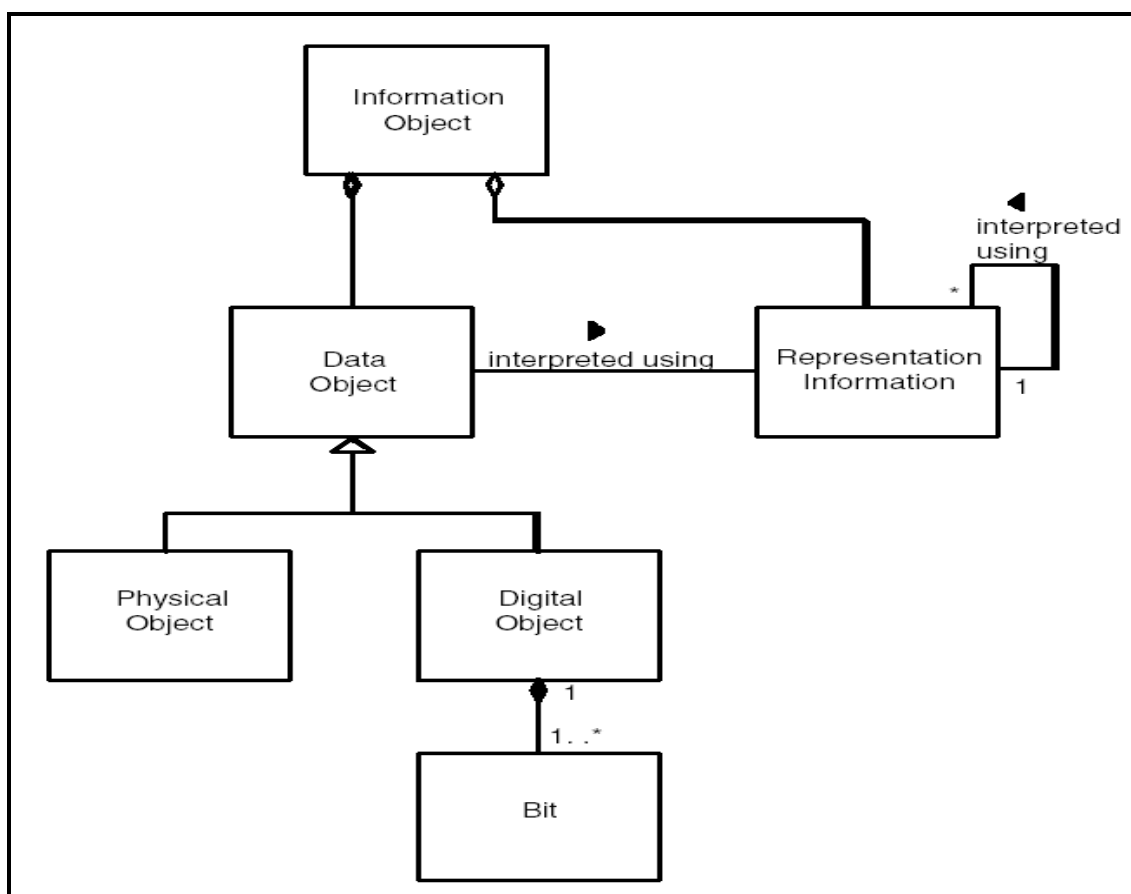 Information
Object
interpreted
using
*
1
Data
Object
interpreted using
Representation
Information
Physical
Object
Digital
Object
1
1..*
Bit